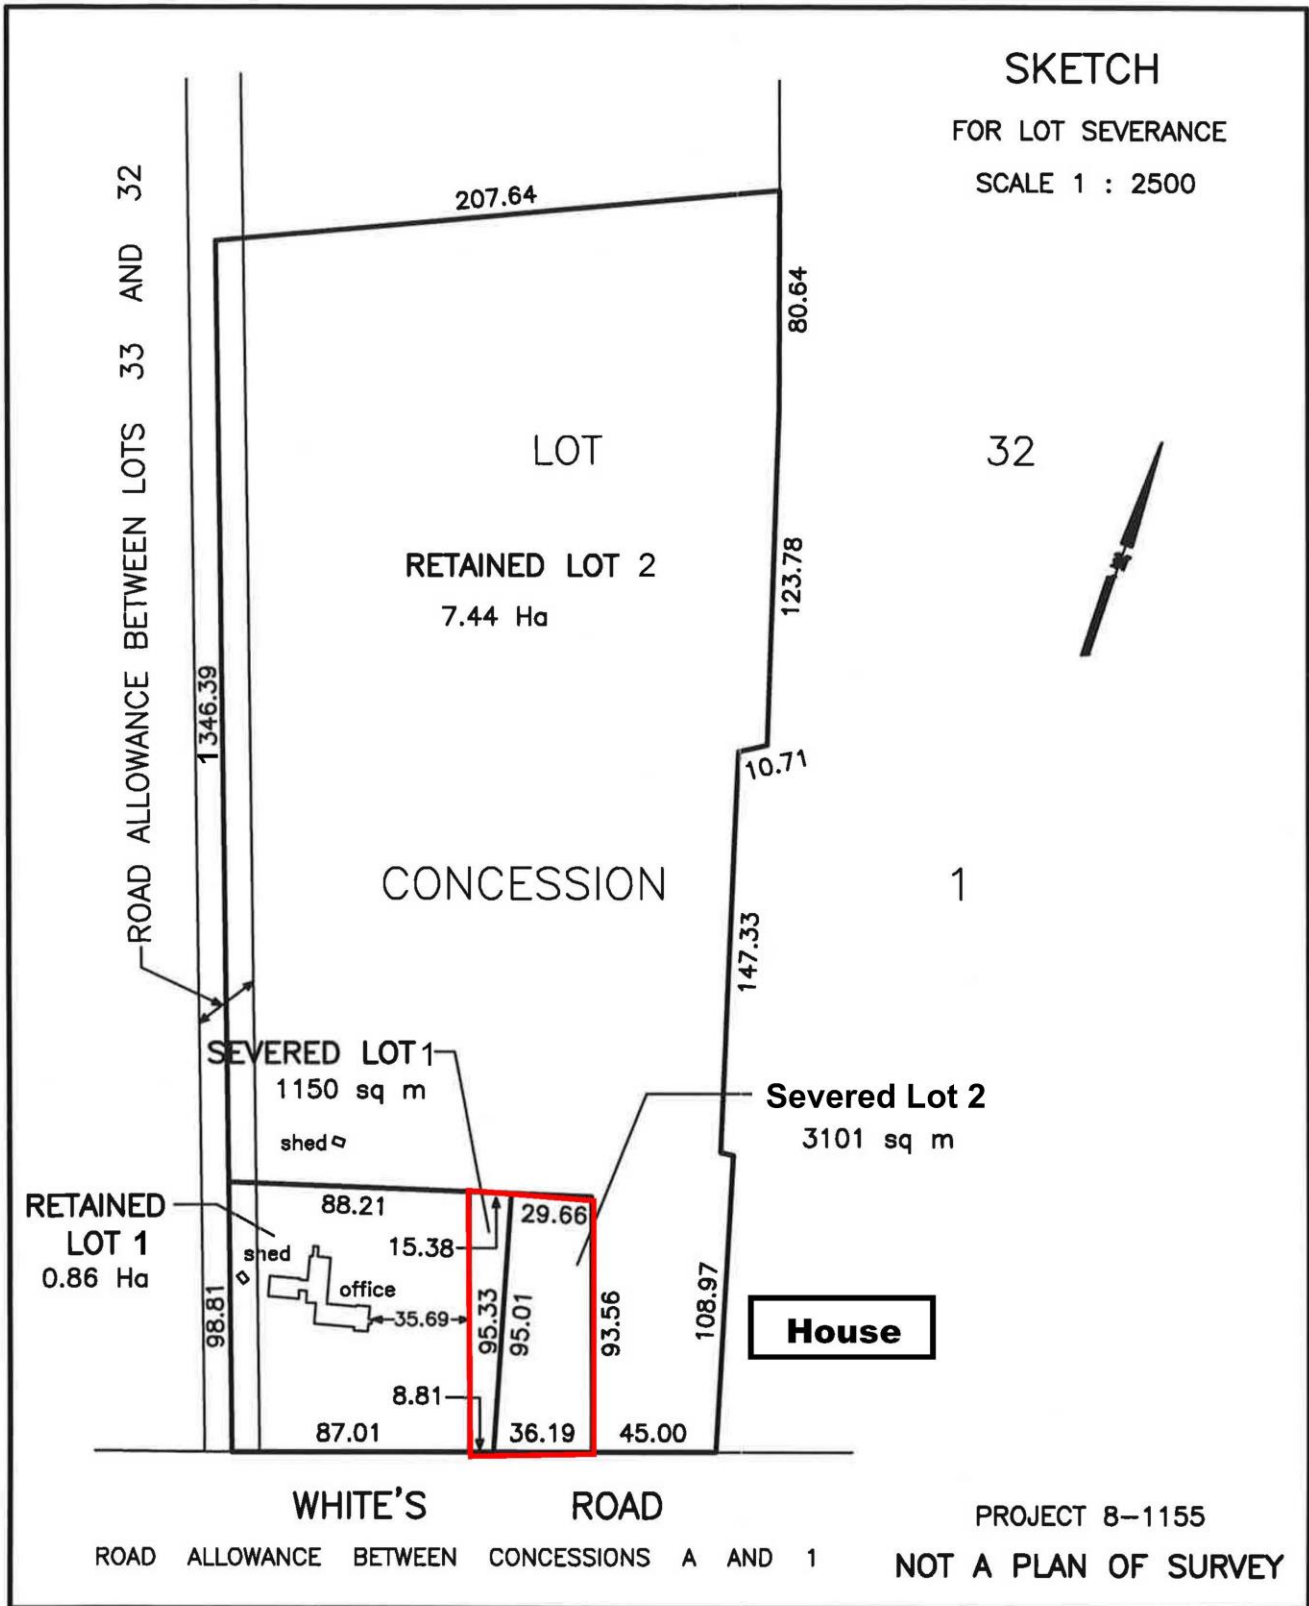 SKETCH
FOR LOT SEVERANCE
SCALE 1 : 2500
ROAD ALLOWANCE BETWEEN LOTS 33 AND 32
207.64
80.64
LOT 32
RETAINED LOT 2
7.44 Ha
123.78
1346.39
10.71
CONCESSION 1
147.33
SEVERED LOT 1
1150 sq m
Severed Lot 2
3101 sq m
shed
RETAINED
LOT 1
0.86 Ha
88.21
29.66
15.38
shed
office
35.69
98.81
95.33
95.01
93.56
108.97
House
8.81
87.01
36.19
45.00
WHITE'S ROAD
ROAD ALLOWANCE BETWEEN CONCESSIONS A AND 1
PROJECT 8-1155
NOT A PLAN OF SURVEY